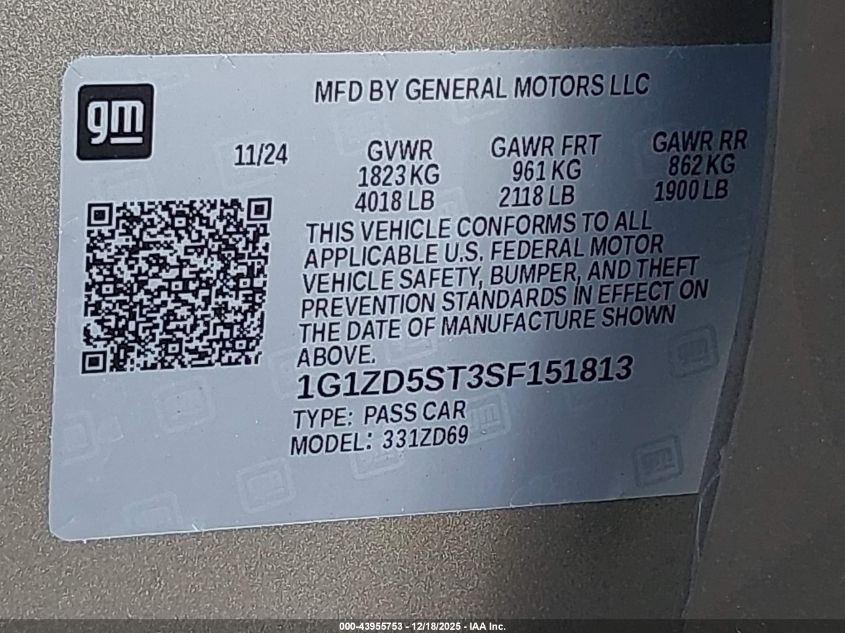 gm
MFD BY GENERAL MOTORS LLC
11/24 GVWR GAWR FRT GAWR RR
1823 KG 961 KG 862 KG
4018 LB 2118 LB 1900 LB
THIS VEHICLE CONFORMS TO ALL
APPLICABLE U.S. FEDERAL MOTOR
VEHICLE SAFETY, BUMPER, AND THEFT
PREVENTION STANDARDS IN EFFECT ON
THE DATE OF MANUFACTURE SHOWN
ABOVE.
1G1ZD5ST3SF151813
TYPE: PASS CAR
MODEL: 331ZD69
000-43955753 - 12/18/2025 - IAA Inc.